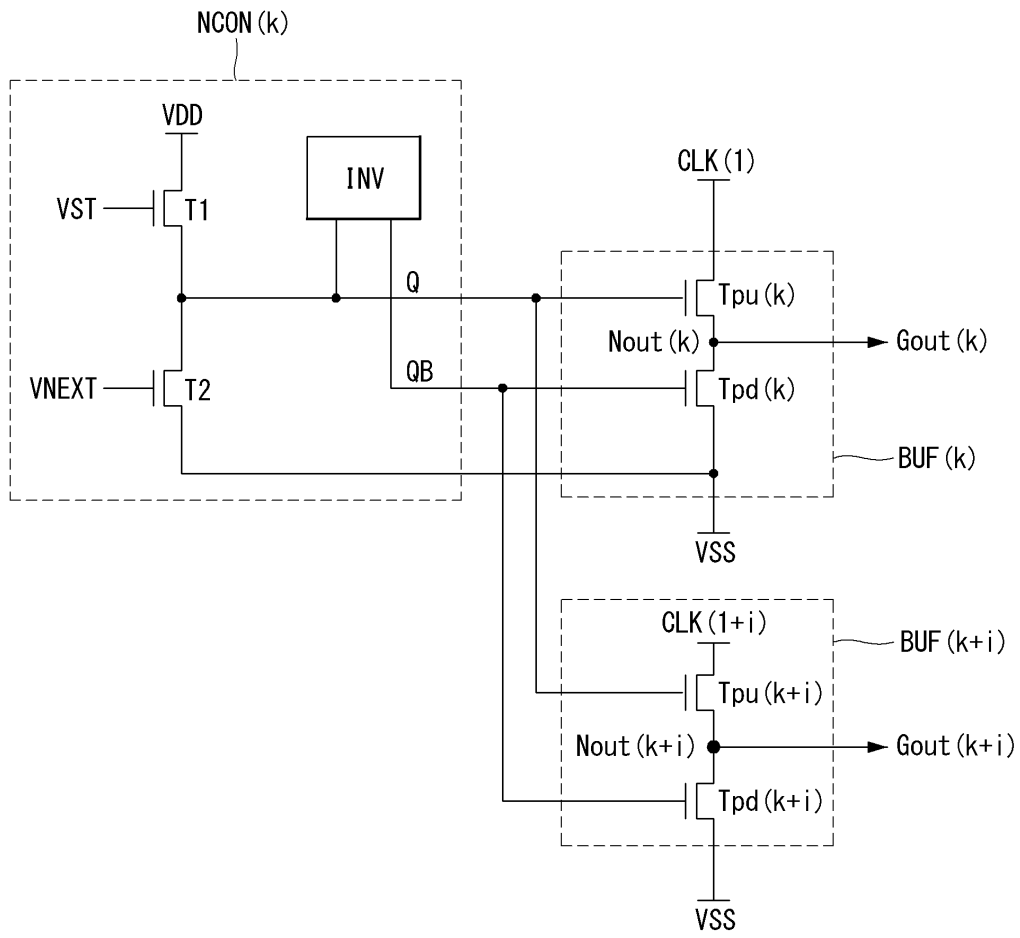 NCON(k)
VDD
INV
CLK(1)
VST
T1
Q
Tpu(k)
Nout(k)
Gout(k)
VNEXT
T2
QB
Tpd(k)
BUF(k)
VSS
CLK(1+i)
BUF(k+i)
Tpu(k+i)
Nout(k+i)
Gout(k+i)
Tpd(k+i)
VSS